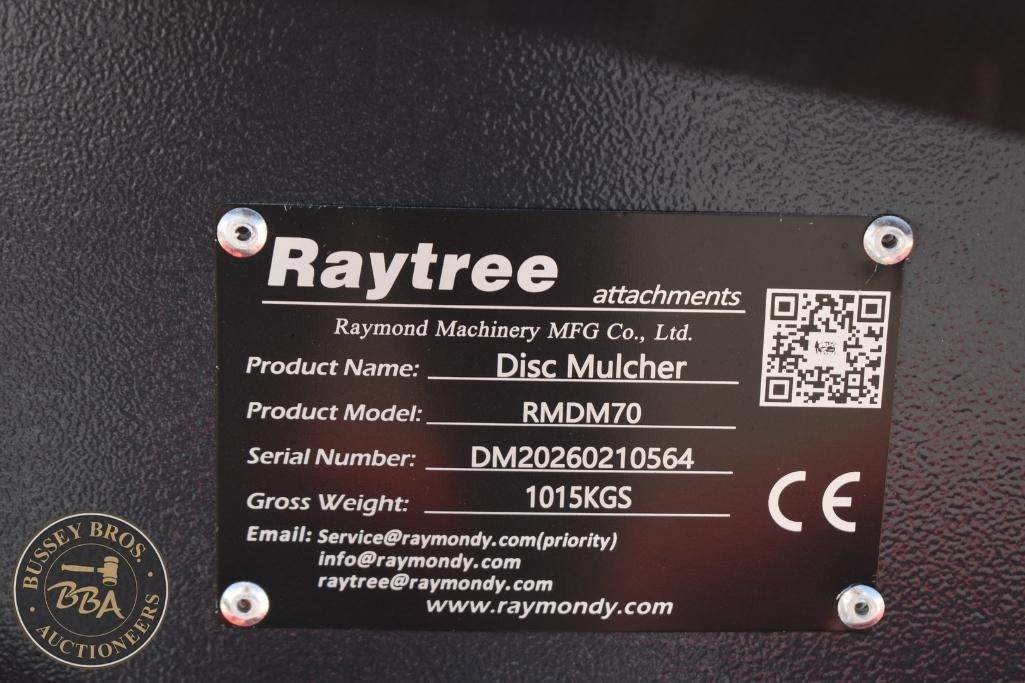 Raytree
attachments
Raymond Machinery MFG Co., Ltd.
Product Name: Disc Mulcher
Product Model: RMDM70
Serial Number: DM20260210564
Gross Weight: 1015KGS
Email: Service@raymondy.com(priority)
info@raymondy.com
raytree@raymondy.com
www.raymondy.com
CE
BUSSEY BROS.
BBA
AUCTIONEERS